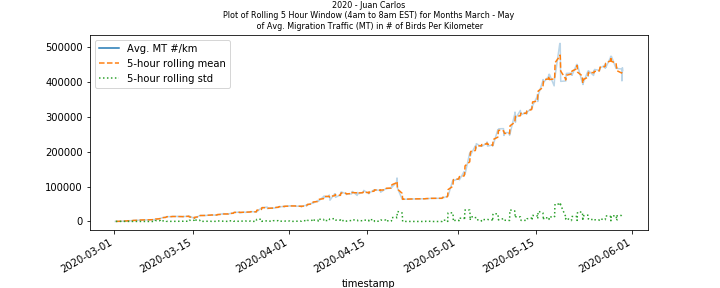 2020 - Juan Carlos
Plot of Rolling 5 Hour Window (4am to 8am EST) for Months March - May
of Avg. Migration Traffic (MT) in # of Birds Per Kilometer
Avg. MT #/km
5-hour rolling mean
5-hour rolling std
500000
400000
300000
200000
100000
0
2020-03-01
2020-03-15
2020-04-01
2020-04-15
2020-05-01
2020-05-15
2020-06-01
timestamp